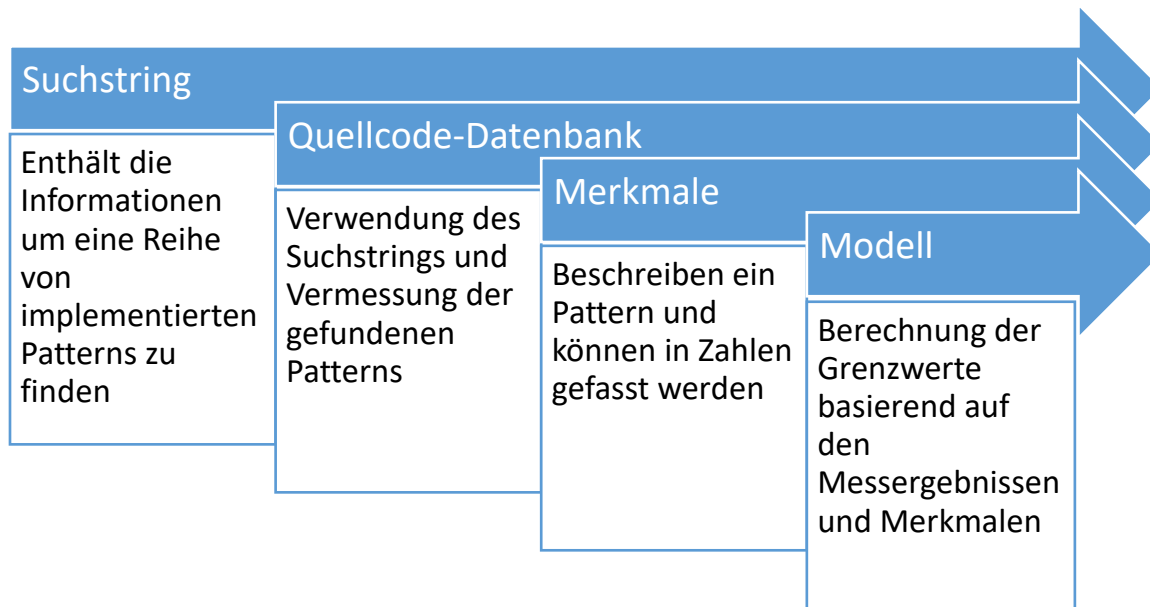 Suchstring
Enthält die
Informationen
um eine Reihe
von
implementierten
Patterns zu
finden
Quellcode-Datenbank
Verwendung des
Suchstrings und
Vermessung der
gefundenen
Patterns
Merkmale
Beschreiben ein
Pattern und
können in Zahlen
gefasst werden
Modell
Berechnung der
Grenzwerte
basierend auf
den
Messergebnissen
und Merkmalen